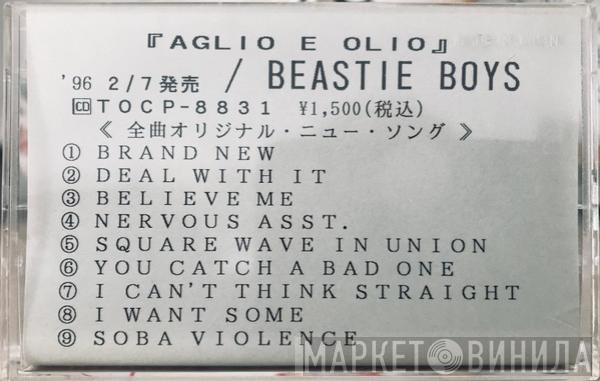 『AGLIO E OLIO』
'96 2/7発売 / BEASTIE BOYS
CD TOCP-8831 ¥1,500(税込)
《 全曲オリジナル・ニュー・ソング 》
① BRAND NEW
② DEAL WITH IT
③ BELIEVE ME
④ NERVOUS ASST.
⑤ SQUARE WAVE IN UNION
⑥ YOU CATCH A BAD ONE
⑦ I CAN'T THINK STRAIGHT
⑧ I WANT SOME
⑨ SOBA VIOLENCE
МАРКЕТ ВИНИЛА